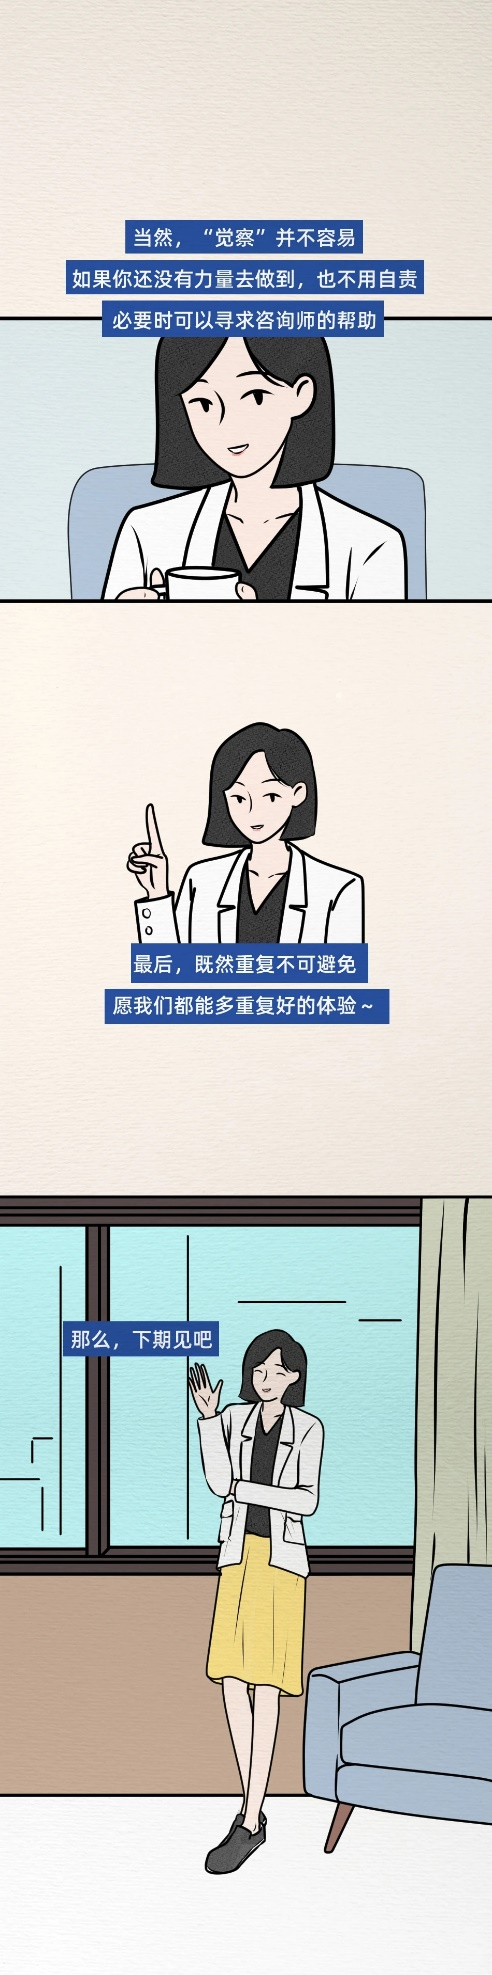 当然，“觉察”并不容易
如果你还没有力量去做到，也不用自责
必要时可以寻求咨询师的帮助
最后，既然重复不可避免
愿我们都能多重复好的体验～
那么，下期见吧